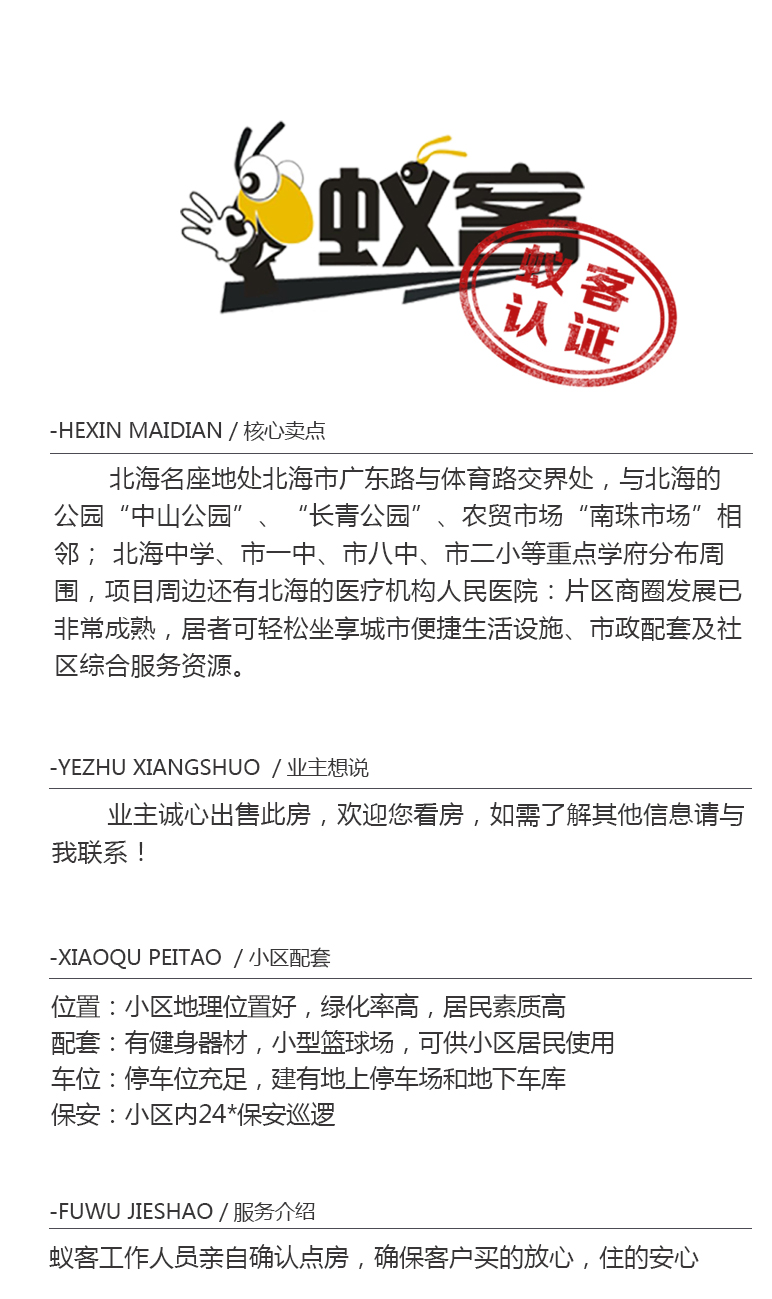 蚁客
蚁客
认证
-HEXIN MAIDIAN / 核心卖点
北海名座地处北海市广东路与体育路交界处，与北海的
公园“中山公园”、“长青公园”、农贸市场“南珠市场”相
邻； 北海中学、市一中、市八中、市二小等重点学府分布周
围，项目周边还有北海的医疗机构人民医院：片区商圈发展已
非常成熟，居者可轻松坐享城市便捷生活设施、市政配套及社
区综合服务资源。
-YEZHU XIANGSHUO / 业主想说
业主诚心出售此房，欢迎您看房，如需了解其他信息请与
我联系！
-XIAOQU PEITAO / 小区配套
位置：小区地理位置好，绿化率高，居民素质高
配套：有健身器材，小型篮球场，可供小区居民使用
车位：停车位充足，建有地上停车场和地下车库
保安：小区内24*保安巡逻
-FUWU JIESHAO / 服务介绍
蚁客工作人员亲自确认点房，确保客户买的放心，住的安心